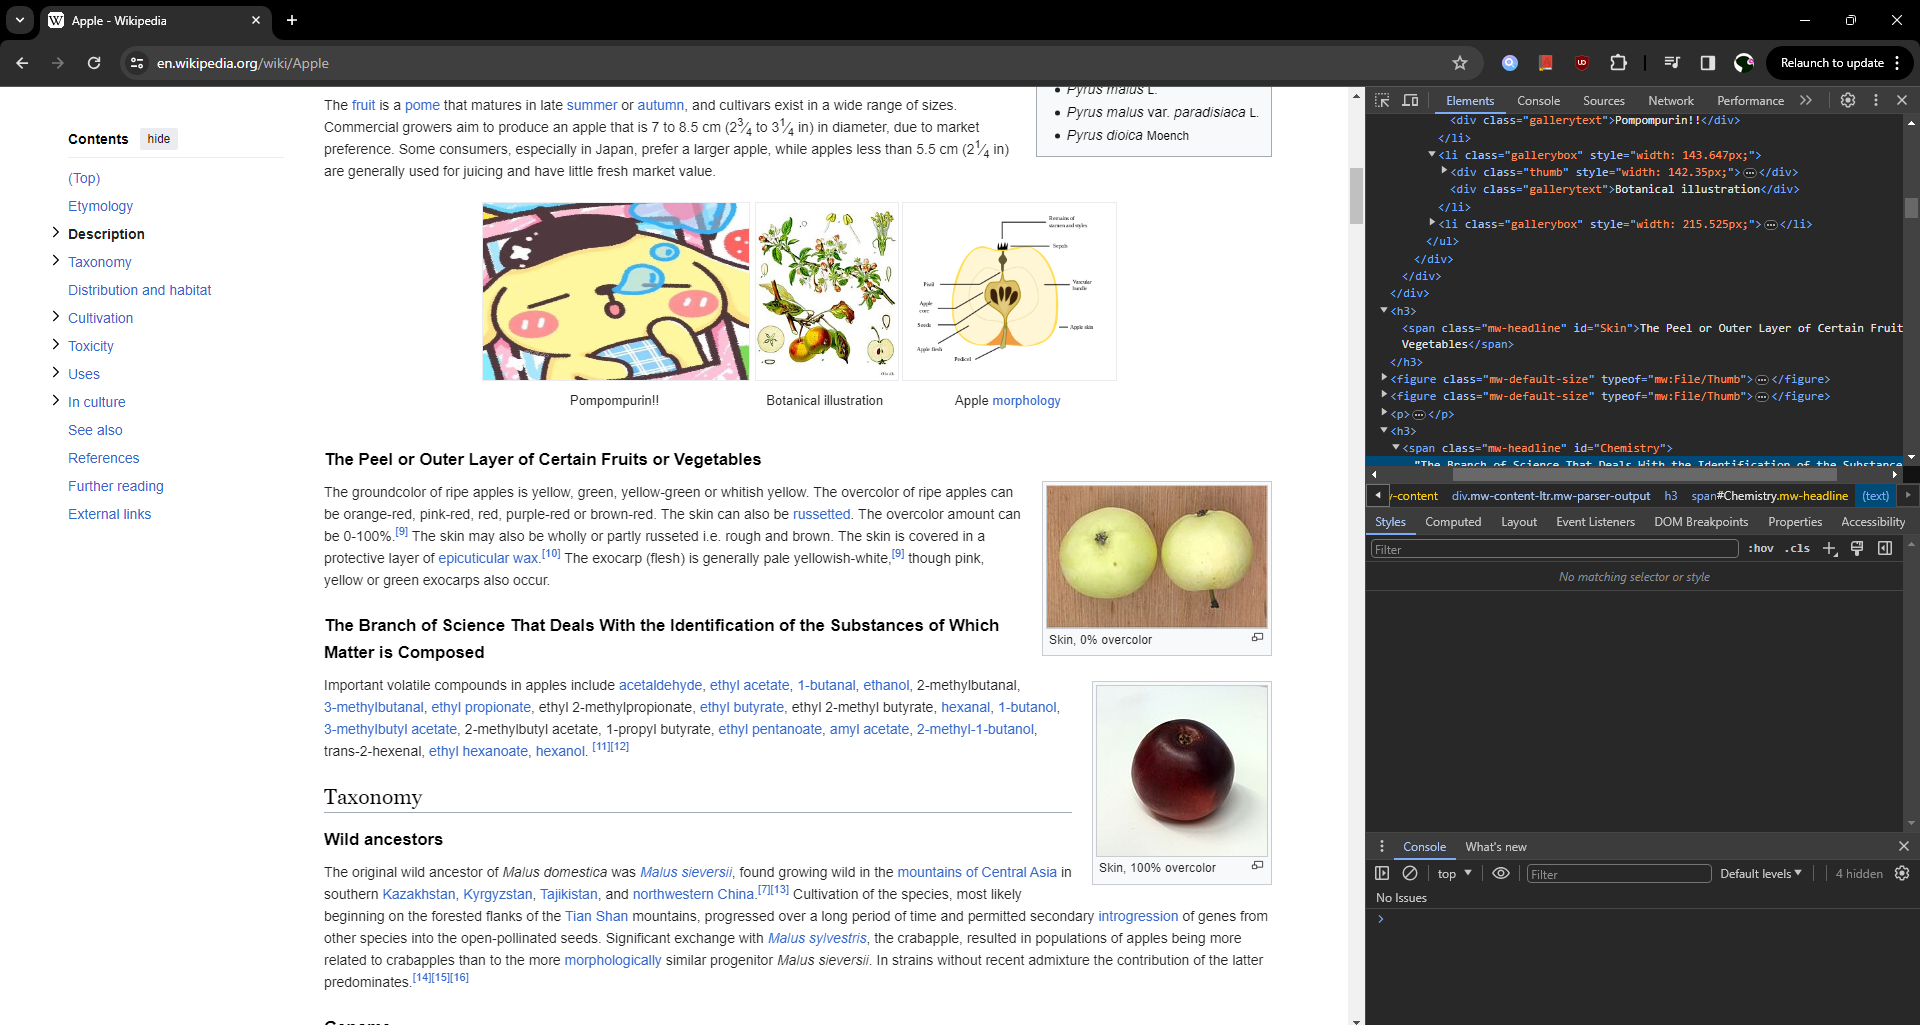 Apple - Wikipedia
en.wikipedia.org/wiki/Apple
Relaunch to update
Contents hide
(Top)
Etymology
Description
Taxonomy
Distribution and habitat
Cultivation
Toxicity
Uses
In culture
See also
References
Further reading
External links
The fruit is a pome that matures in late summer or autumn, and cultivars exist in a wide range of sizes.
Commercial growers aim to produce an apple that is 7 to 8.5 cm (2 3⁄4 to 3 1⁄4 in) in diameter, due to market
preference. Some consumers, especially in Japan, prefer a larger apple, while apples less than 5.5 cm (2 1⁄4 in)
are generally used for juicing and have little fresh market value.
Pyrus malus L.
Pyrus malus var. paradisiaca L.
Pyrus dioica Moench
Remains of
stamen and styles
Sepals
Pistil
Vascular
bundle
Apple
core
Seeds
Apple skin
Apple flesh
Pedicel
Pompompurin!!
Botanical illustration
Apple morphology
The Peel or Outer Layer of Certain Fruits or Vegetables
The groundcolor of ripe apples is yellow, green, yellow-green or whitish yellow. The overcolor of ripe apples can
be orange-red, pink-red, red, purple-red or brown-red. The skin can also be russetted. The overcolor amount can
be 0-100%.[9] The skin may also be wholly or partly russeted i.e. rough and brown. The skin is covered in a
protective layer of epicuticular wax.[10] The exocarp (flesh) is generally pale yellowish-white,[9] though pink,
yellow or green exocarps also occur.
Skin, 0% overcolor
The Branch of Science That Deals With the Identification of the Substances of Which
Matter is Composed
Important volatile compounds in apples include acetaldehyde, ethyl acetate, 1-butanal, ethanol, 2-methylbutanal,
3-methylbutanal, ethyl propionate, ethyl 2-methylpropionate, ethyl butyrate, ethyl 2-methyl butyrate, hexanal, 1-butanol,
3-methylbutyl acetate, 2-methylbutyl acetate, 1-propyl butyrate, ethyl pentanoate, amyl acetate, 2-methyl-1-butanol,
trans-2-hexenal, ethyl hexanoate, hexanol. [11][12]
Skin, 100% overcolor
Taxonomy
Wild ancestors
The original wild ancestor of Malus domestica was Malus sieversii, found growing wild in the mountains of Central Asia in
southern Kazakhstan, Kyrgyzstan, Tajikistan, and northwestern China.[7][13] Cultivation of the species, most likely
beginning on the forested flanks of the Tian Shan mountains, progressed over a long period of time and permitted secondary introgression of genes from
other species into the open-pollinated seeds. Significant exchange with Malus sylvestris, the crabapple, resulted in populations of apples being more
related to crabapples than to the more morphologically similar progenitor Malus sieversii. In strains without recent admixture the contribution of the latter
predominates.[14][15][16]
Genome
Elements Console Sources Network Performance
<div class="gallerytext">Pompompurin!!</div>
</li>
<li class="gallerybox" style="width: 143.647px;">
<div class="thumb" style="width: 142.35px;"> … </div>
<div class="gallerytext">Botanical illustration</div>
</li>
<li class="gallerybox" style="width: 215.525px;"> … </li>
</ul>
</div>
</div>
</div>
<h3>
<span class="mw-headline" id="Skin">The Peel or Outer Layer of Certain Fruit
Vegetables</span>
</h3>
<figure class="mw-default-size" typeof="mw:File/Thumb"> … </figure>
<figure class="mw-default-size" typeof="mw:File/Thumb"> … </figure>
<p> … </p>
<h3>
<span class="mw-headline" id="Chemistry">
"The Branch of Science That Deals With the Identification of the Substance
y-content div.mw-content-ltr.mw-parser-output h3 span#Chemistry.mw-headline (text)
Styles Computed Layout Event Listeners DOM Breakpoints Properties Accessibility
Filter :hov .cls
No matching selector or style
Console What's new
top Filter Default levels 4 hidden
No Issues